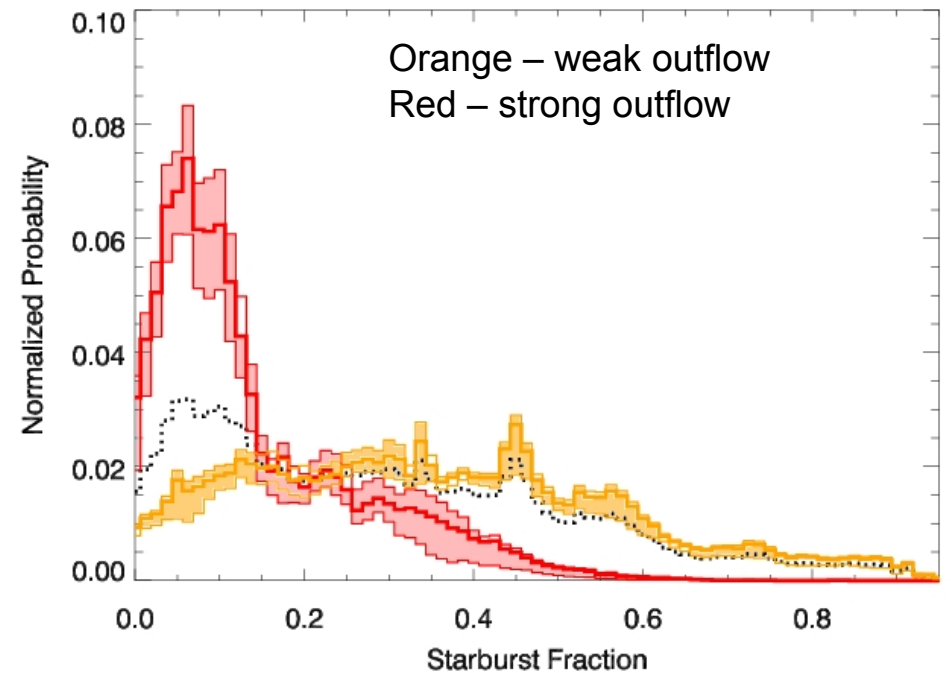 0.10
Orange – weak outflow
Red – strong outflow
0.08
0.06
0.04
0.02
0.00
Normalized Probability
0.0 0.2 0.4 0.6 0.8
Starburst Fraction